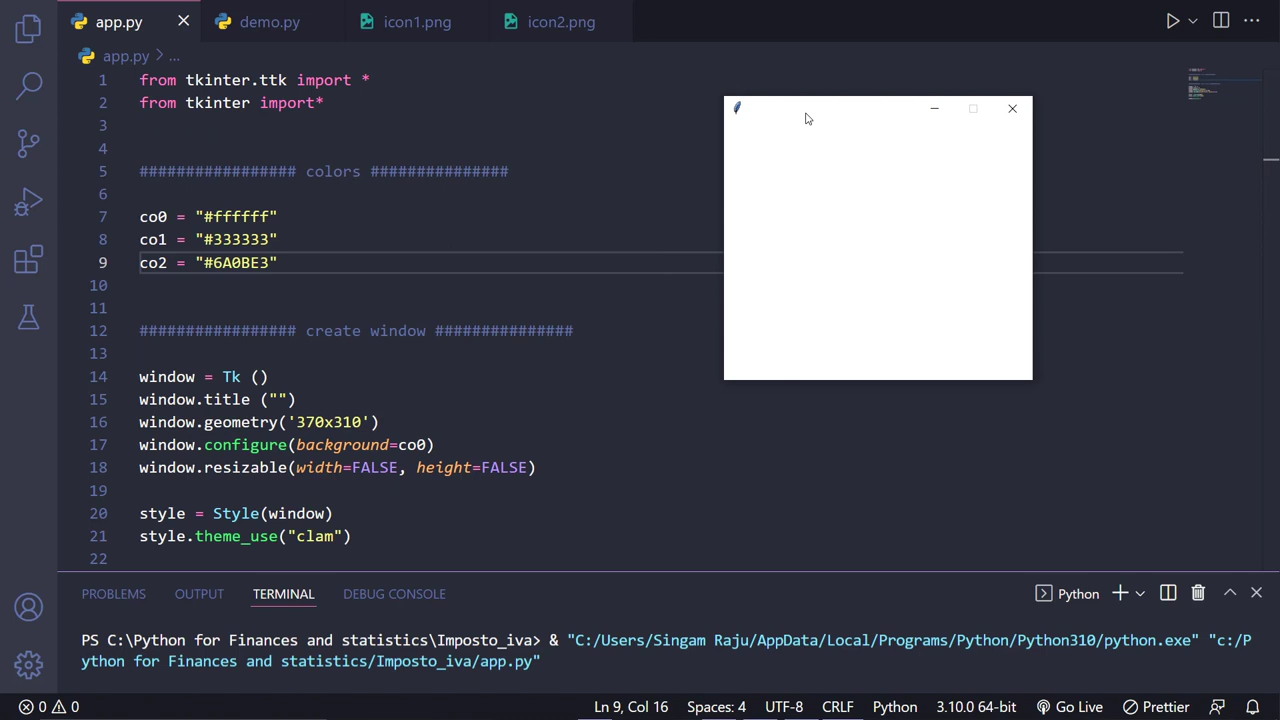 app.py
demo.py
icon1.png
icon2.png
app.py > ...
1 from tkinter.ttk import *
2 from tkinter import*
3
4
5 ################# colors ###############
6
7 co0 = "#ffffff"
8 co1 = "#333333"
9 co2 = "#6A0BE3"
10
11
12 ################# create window ###############
13
14 window = Tk ()
15 window.title ("")
16 window.geometry('370x310')
17 window.configure(background=co0)
18 window.resizable(width=FALSE, height=FALSE)
19
20 style = Style(window)
21 style.theme_use("clam")
22
PROBLEMS OUTPUT TERMINAL DEBUG CONSOLE Python
PS C:\Python for Finances and statistics\Imposto_iva> & "C:/Users/Singam Raju/AppData/Local/Programs/Python/Python310/python.exe" "c:/P
ython for Finances and statistics/Imposto_iva/app.py"
0 0 Ln 9, Col 16 Spaces: 4 UTF-8 CRLF Python 3.10.0 64-bit Go Live Prettier